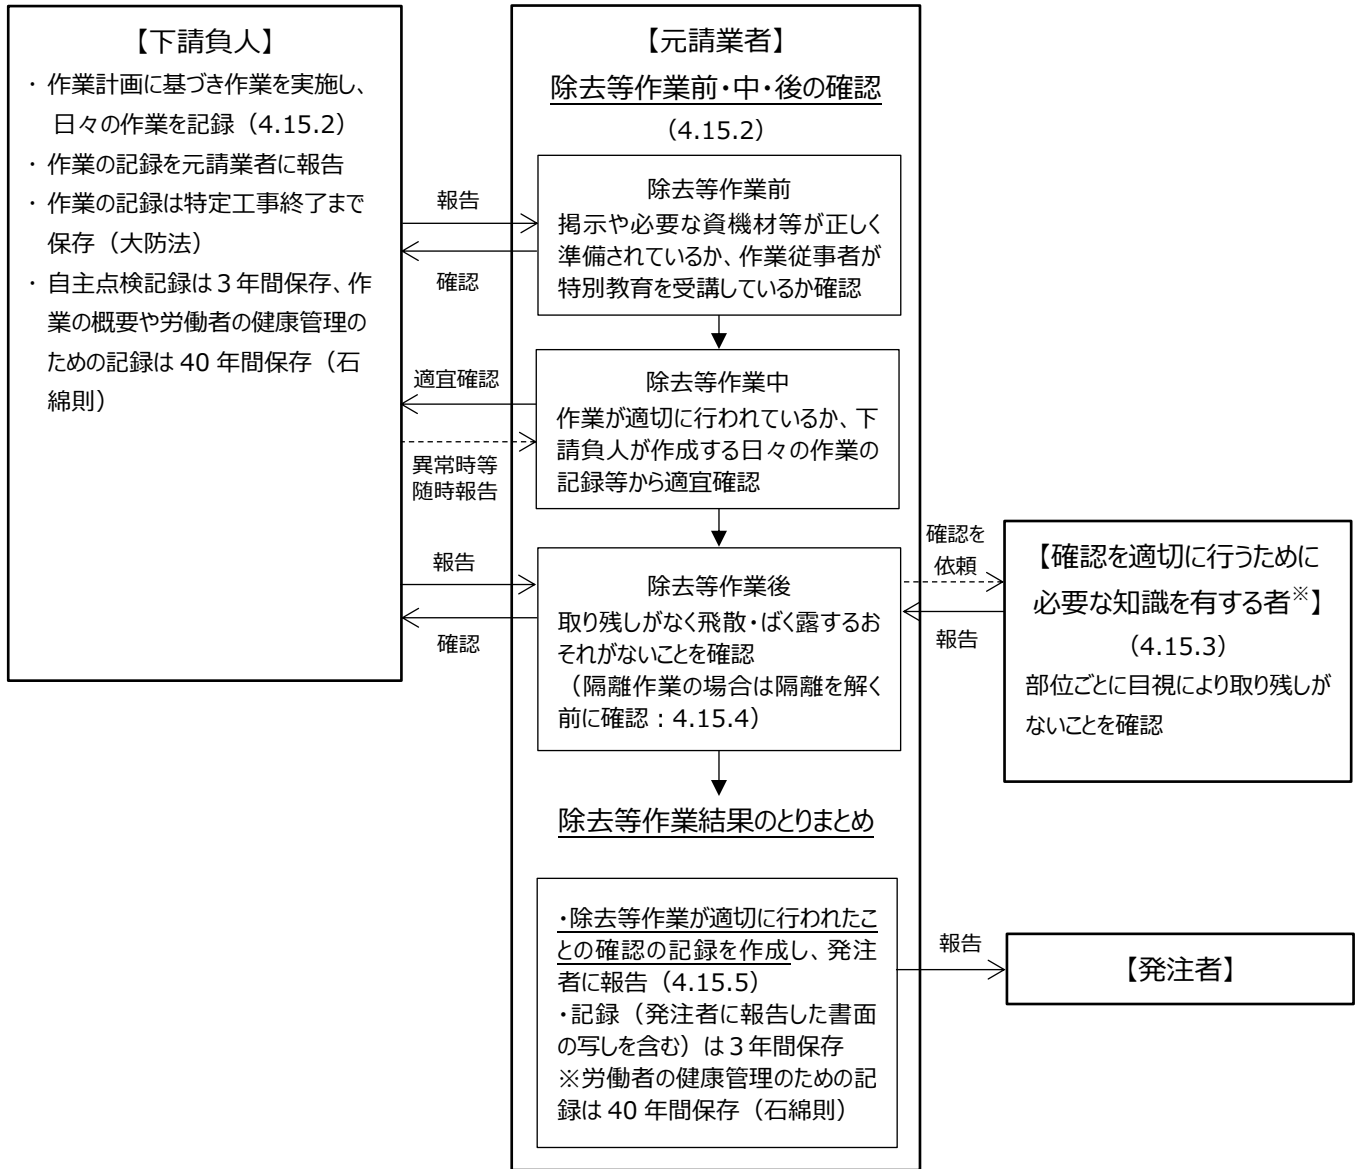 【下請負人】
・ 作業計画に基づき作業を実施し、
日々の作業を記録（4.15.2）
・ 作業の記録を元請業者に報告
・ 作業の記録は特定工事終了まで
保存（大防法）
・ 自主点検記録は３年間保存、作
業の概要や労働者の健康管理の
ための記録は 40 年間保存（石
綿則）
報告
確認
適宜確認
異常時等
随時報告
報告
確認
【元請業者】
除去等作業前・中・後の確認
（4.15.2）
除去等作業前
掲示や必要な資機材等が正しく
準備されているか、作業従事者が
特別教育を受講しているか確認
除去等作業中
作業が適切に行われているか、下
請負人が作成する日々の作業の
記録等から適宜確認
除去等作業後
取り残しがなく飛散・ばく露するお
それがないことを確認
（隔離作業の場合は隔離を解く
前に確認：4.15.4）
確認を
依頼
報告
【確認を適切に行うために
必要な知識を有する者※】
（4.15.3）
部位ごとに目視により取り残しが
ないことを確認
除去等作業結果のとりまとめ
・除去等作業が適切に行われたこ
との確認の記録を作成し、発注
者に報告（4.15.5）
・記録（発注者に報告した書面
の写しを含む）は３年間保存
※労働者の健康管理のための記
録は 40 年間保存（石綿則）
報告
【発注者】